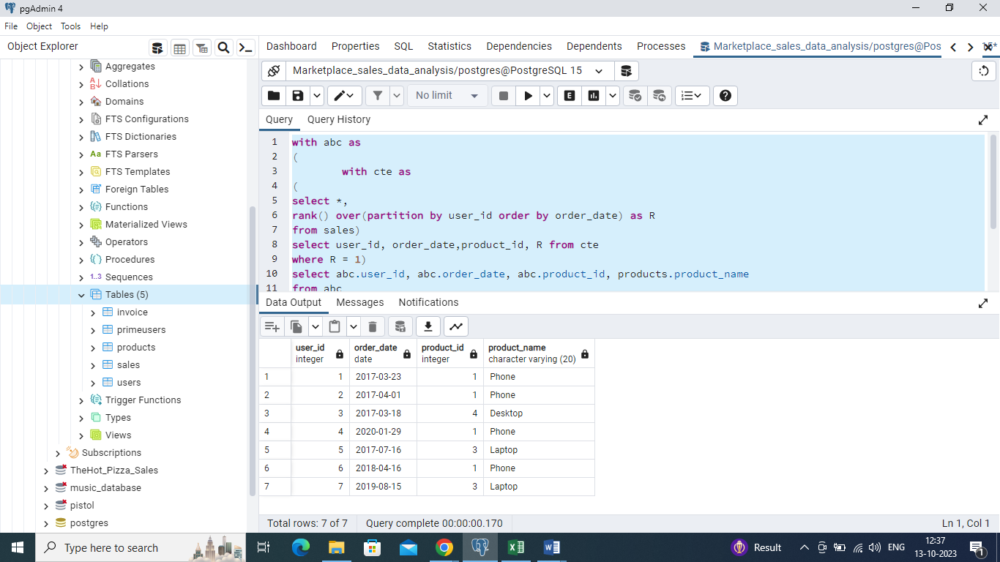 pgAdmin 4
File Object Tools Help
Object Explorer
Dashboard Properties SQL Statistics Dependencies Dependents Processes Marketplace_sales_data_analysis/postgres@Pos
Aggregates
Collations
Domains
FTS Configurations
FTS Dictionaries
Aa FTS Parsers
FTS Templates
Foreign Tables
Functions
Materialized Views
Operators
Procedures
1..3 Sequences
Tables (5)
invoice
primeusers
products
sales
users
Trigger Functions
Types
Views
Subscriptions
TheHot_Pizza_Sales
music_database
pistol
postgres
Marketplace_sales_data_analysis/postgres@PostgreSQL 15
No limit
E
Query Query History
1 with abc as
2 (
3 with cte as
4 (
5 select *,
6 rank() over(partition by user_id order by order_date) as R
7 from sales)
8 select user_id, order_date,product_id, R from cte
9 where R = 1)
10 select abc.user_id, abc.order_date, abc.product_id, products.product_name
11 from abc
Data Output Messages Notifications
user_id order_date product_id product_name
integer date integer character varying (20)
1 1 2017-03-23 1 Phone
2 2 2017-04-01 1 Phone
3 3 2017-03-18 4 Desktop
4 4 2020-01-29 1 Phone
5 5 2017-07-16 3 Laptop
6 6 2018-04-16 1 Phone
7 7 2019-08-15 3 Laptop
Total rows: 7 of 7 Query complete 00:00:00.170 Ln 1, Col 1
Type here to search
Result
ENG
12:37
13-10-2023
1